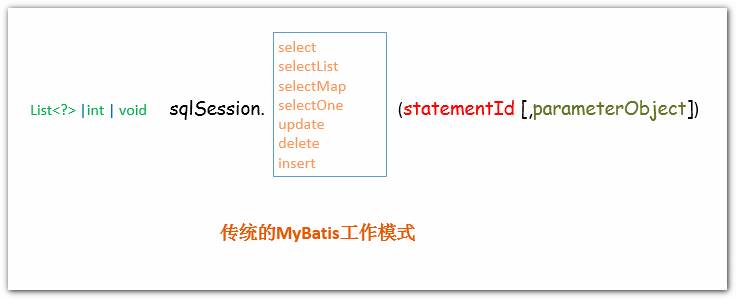 select
selectList
selectMap
selectOne
update
delete
insert
List<?> |int | void sqlSession. (statementId [,parameterObject])
传统的MyBatis工作模式